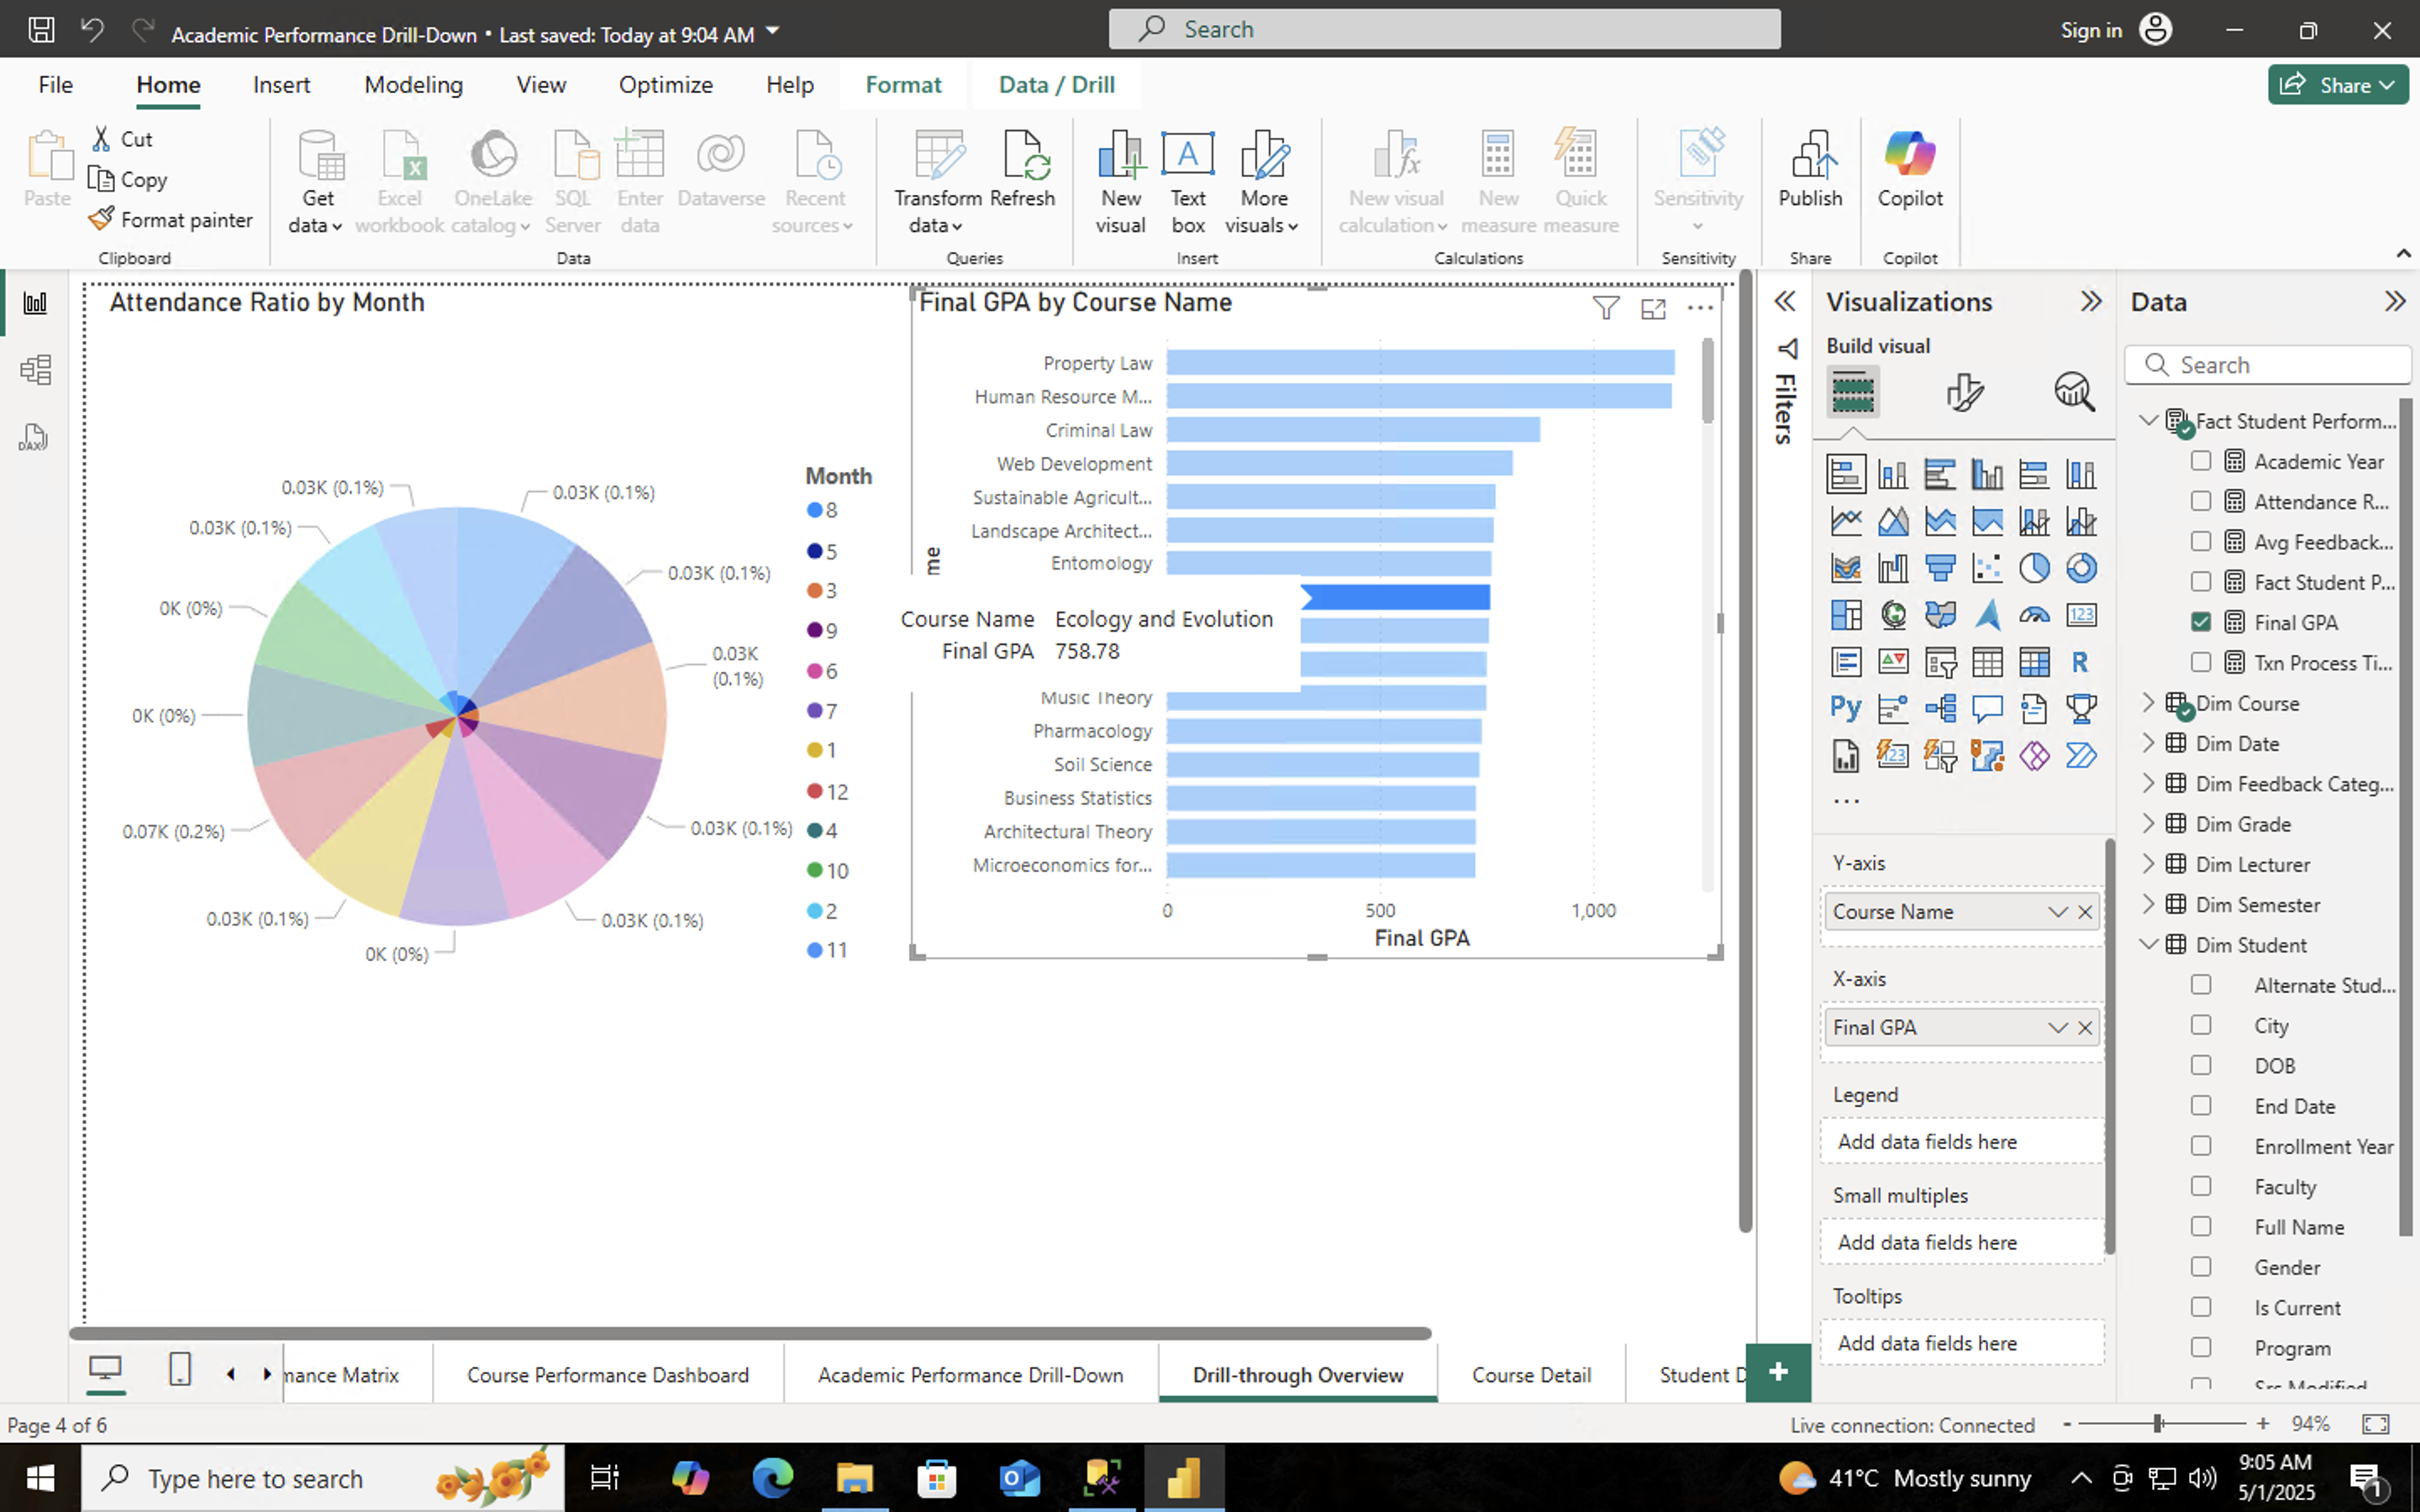 Academic Performance Drill-Down • Last saved: Today at 9:04 AM
Search
Sign in
File
Home
Insert
Modeling
View
Optimize
Help
Format
Data / Drill
Share
Paste
Cut
Copy
Format painter
Clipboard
Get
data
Excel
workbook
OneLake
catalog
SQL
Server
Enter
data
Dataverse
Recent
sources
Data
Transform
data
Refresh
Queries
New
visual
Text
box
More
visuals
Insert
New visual
calculation
New
measure
Quick
measure
Calculations
Sensitivity
Sensitivity
Publish
Share
Copilot
Copilot
DAX
Attendance Ratio by Month
0.03K (0.1%)
0.03K (0.1%)
0.03K (0.1%)
0.03K (0.1%)
0K (0%)
0.03K
(0.1%)
0K (0%)
0.07K (0.2%)
0.03K (0.1%)
0.03K (0.1%)
0.03K (0.1%)
0K (0%)
Month
8
5
3
9
6
7
1
12
4
10
2
11
Final GPA by Course Name
Property Law
Human Resource M...
Criminal Law
Web Development
Sustainable Agricult...
Landscape Architect...
Entomology
me
Course Name Ecology and Evolution
Final GPA 758.78
Music Theory
Pharmacology
Soil Science
Business Statistics
Architectural Theory
Microeconomics for...
0 500 1,000
Final GPA
Filters
Visualizations
Build visual
123
R
Py
123
...
Y-axis
Course Name
X-axis
Final GPA
Legend
Add data fields here
Small multiples
Add data fields here
Tooltips
Add data fields here
Data
Search
Fact Student Perform...
Academic Year
Attendance R...
Avg Feedback...
Fact Student P...
Final GPA
Txn Process Ti...
Dim Course
Dim Date
Dim Feedback Categ...
Dim Grade
Dim Lecturer
Dim Semester
Dim Student
Alternate Stud...
City
DOB
End Date
Enrollment Year
Faculty
Full Name
Gender
Is Current
Program
Src Modified
mance Matrix
Course Performance Dashboard
Academic Performance Drill-Down
Drill-through Overview
Course Detail
Student D
+
Page 4 of 6
Live connection: Connected
- + 94%
Type here to search
41°C Mostly sunny
9:05 AM
5/1/2025
1